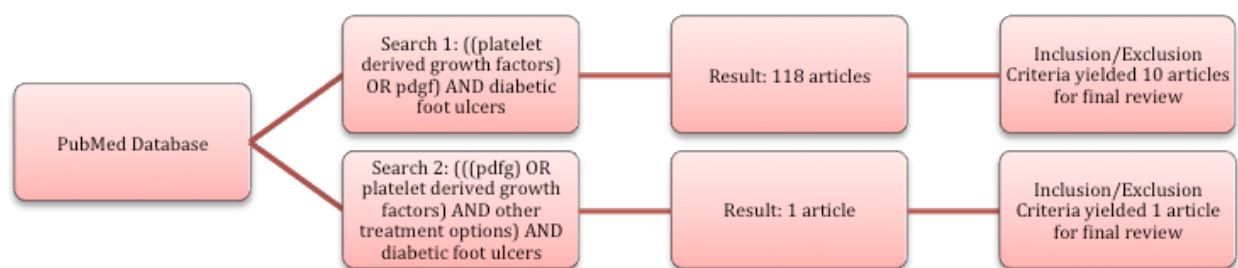 PubMed Database
Search 1: ((platelet
derived growth factors)
OR pdgf) AND diabetic
foot ulcers
Result: 118 articles
Inclusion/Exclusion
Criteria yielded 10 articles
for final review
Search 2: (((pdfg) OR
platelet derived growth
factors) AND other
treatment options) AND
diabetic foot ulcers
Result: 1 article
Inclusion/Exclusion
Criteria yielded 1 article
for final review